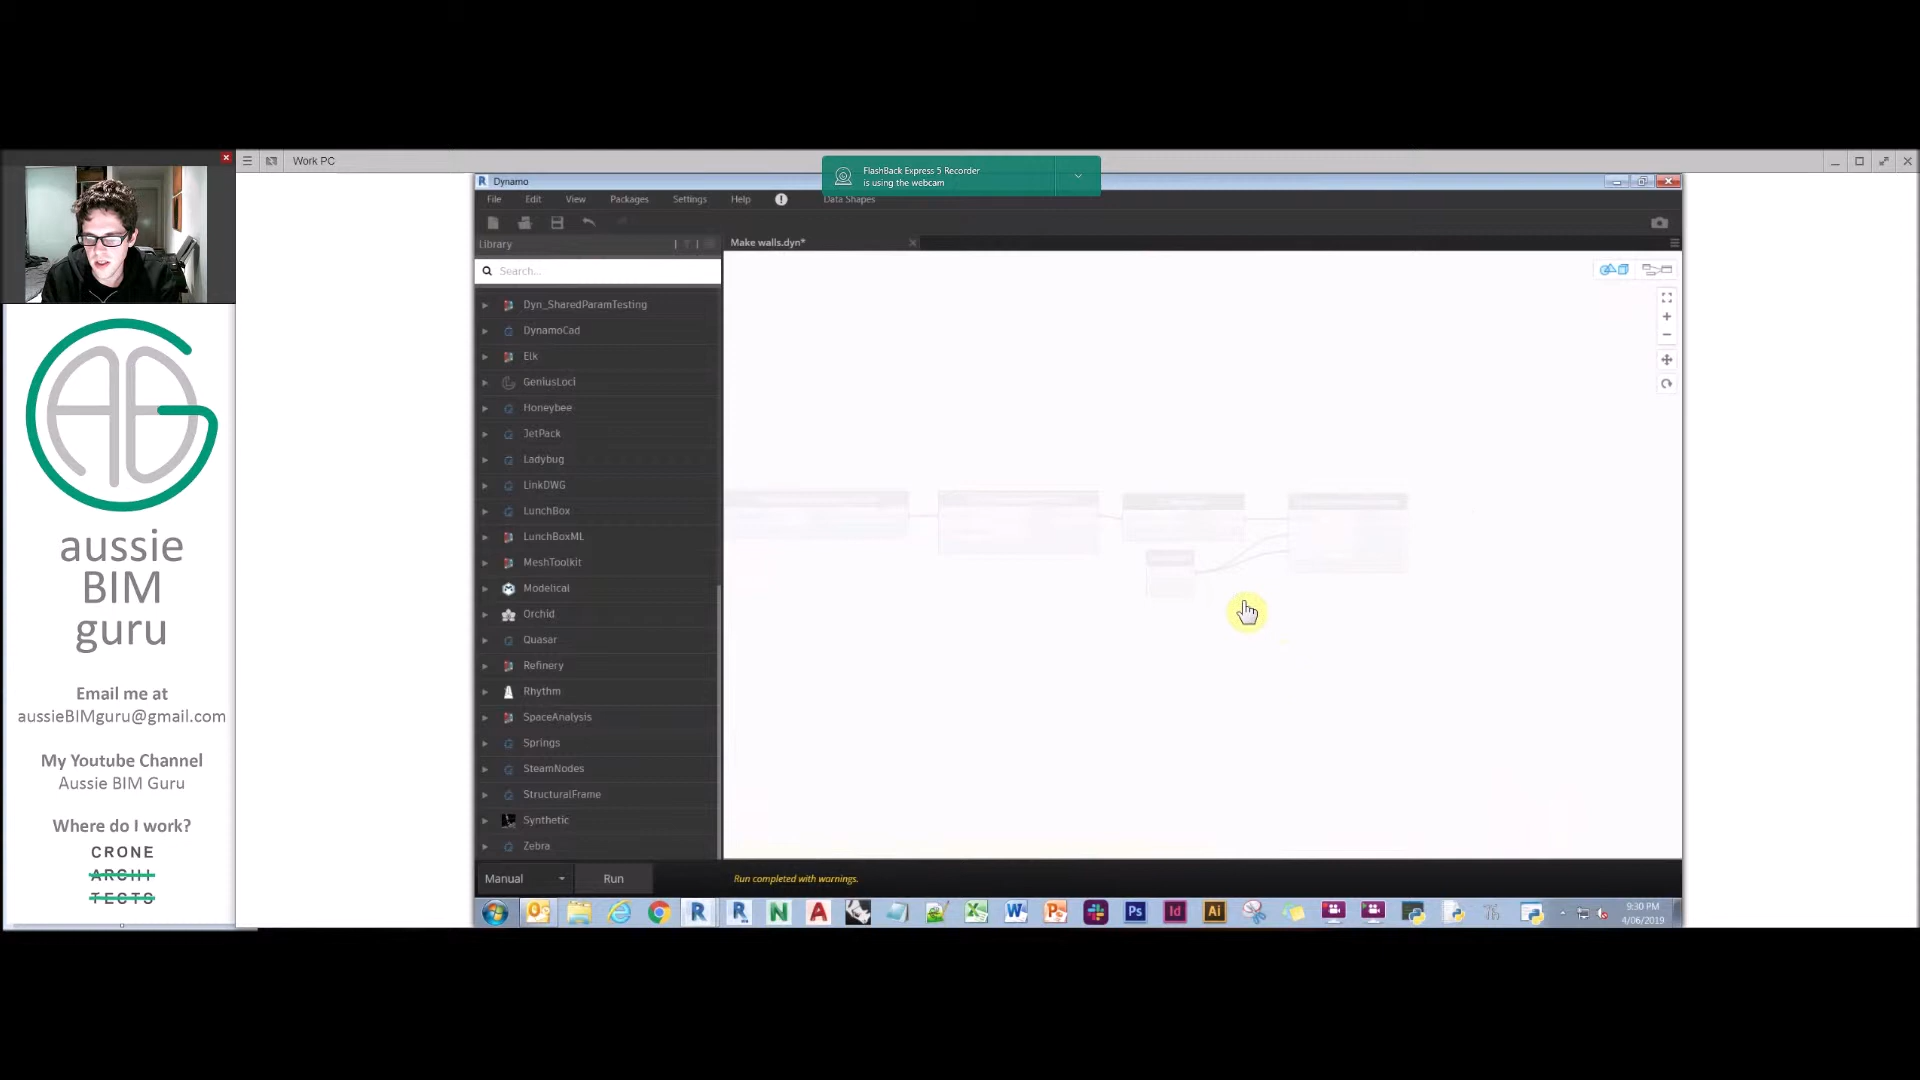 Work PC
FlashBack Express 5 Recorder
is using the webcam
Dynamo
File Edit View Packages Settings Help Data Shapes
Library
Make walls.dyn*
Search...
Dyn_SharedParamTesting
DynamoCad
Elk
GeniusLoci
Honeybee
JetPack
Ladybug
LinkDWG
LunchBox
LunchBoxML
MeshToolkit
Modelical
Orchid
Quasar
Refinery
Rhythm
SpaceAnalysis
Springs
SteamNodes
StructuralFrame
Synthetic
Zebra
Manual Run
Run completed with warnings.
9:30 PM
4/06/2019
aussie
BIM
guru
Email me at
aussieBIMguru@gmail.com
My Youtube Channel
Aussie BIM Guru
Where do I work?
CRONE
ARCHI
TECTS